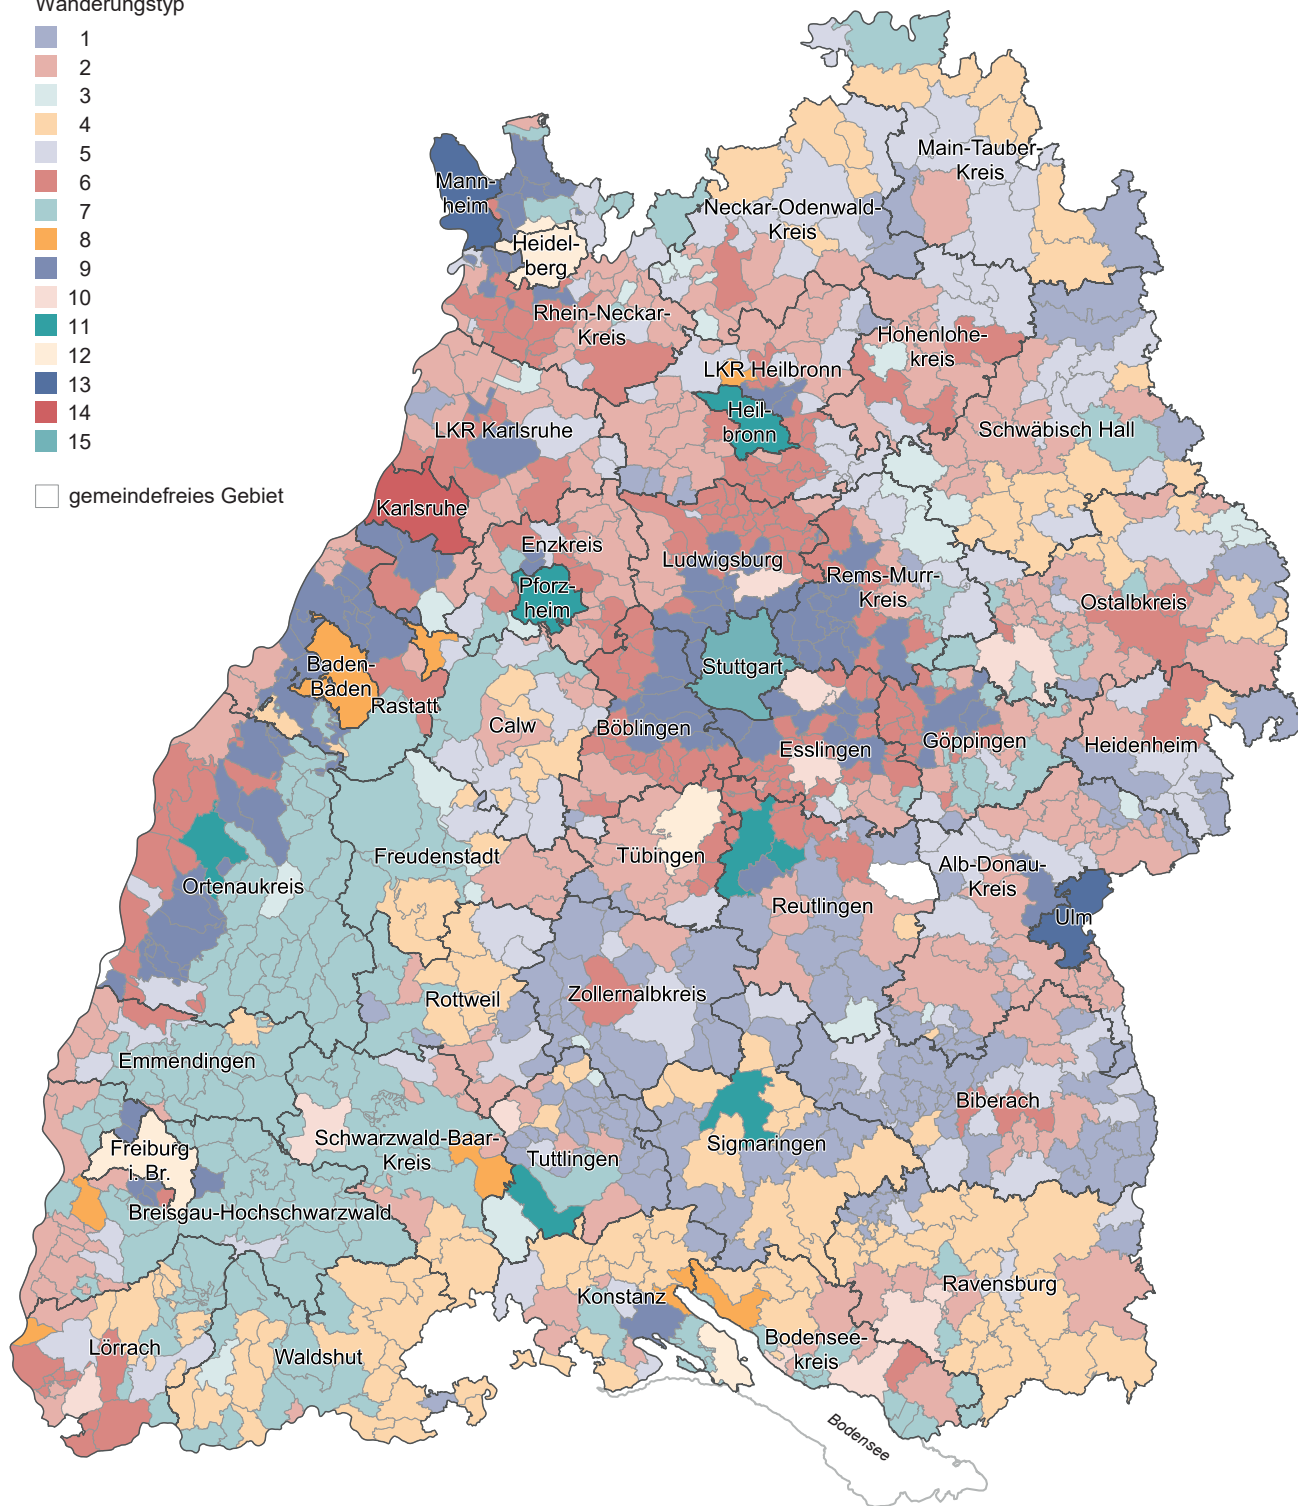 Wanderungstyp
1
2
3
4
5
6
7
8
9
10
11
12
13
14
15
gemeindefreies Gebiet
Main-Tauber-
Kreis
Mann-
heim
Neckar-Odenwald-
Kreis
Heidel-
berg
Rhein-Neckar-
Kreis
Hohenlohe-
kreis
LKR Heilbronn
Heil-
bronn
LKR Karlsruhe
Schwäbisch Hall
Karlsruhe
Enzkreis
Ludwigsburg
Pforz-
heim
Rems-Murr-
Kreis
Ostalbkreis
Stuttgart
Baden-
Baden
Rastatt
Calw
Böblingen
Esslingen
Göppingen
Heidenheim
Freudenstadt
Tübingen
Alb-Donau-
Kreis
Ortenaukreis
Reutlingen
Ulm
Rottweil
Zollernalbkreis
Emmendingen
Biberach
Freiburg
i. Br.
Schwarzwald-Baar-
Kreis
Tuttlingen
Sigmaringen
Breisgau-Hochschwarzwald
Konstanz
Ravensburg
Lörrach
Waldshut
Bodensee-
kreis
Bodensee